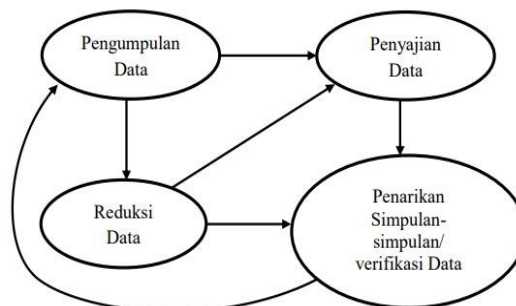 Pengumpulan
Data
Penyajian
Data
Reduksi
Data
Penarikan
Simpulan-
simpulan/
verifikasi Data